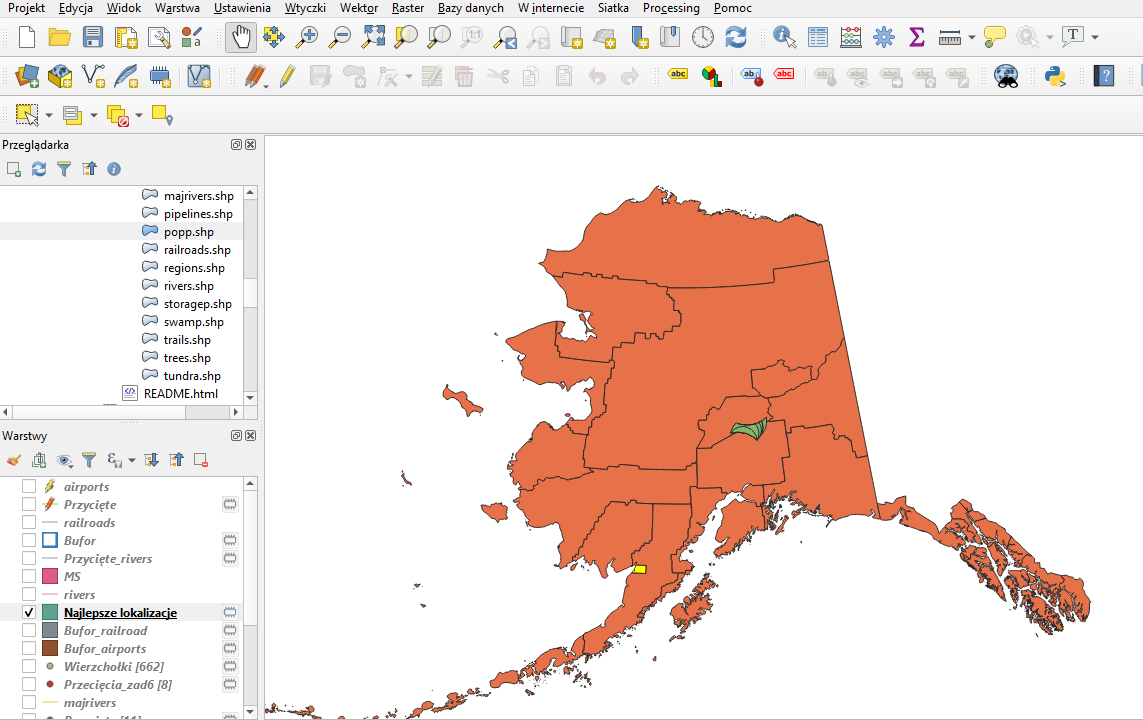 Projekt Edycja Widok Warstwa Ustawienia Wtyczki Wektor Raster Bazy danych W internecie Siatka Processing Pomoc
1:1
T
abc ab abc
Przeglądarka
majrivers.shp
pipelines.shp
popp.shp
railroads.shp
regions.shp
rivers.shp
storagep.shp
swamp.shp
trails.shp
trees.shp
tundra.shp
README.html
Warstwy
airports
Przycięte
railroads
Bufor
Przycięte_rivers
MS
rivers
Najlepsze lokalizacje
Bufor_railroad
Bufor_airports
Wierzchołki [662]
Przecięcia_zad6 [8]
majrivers